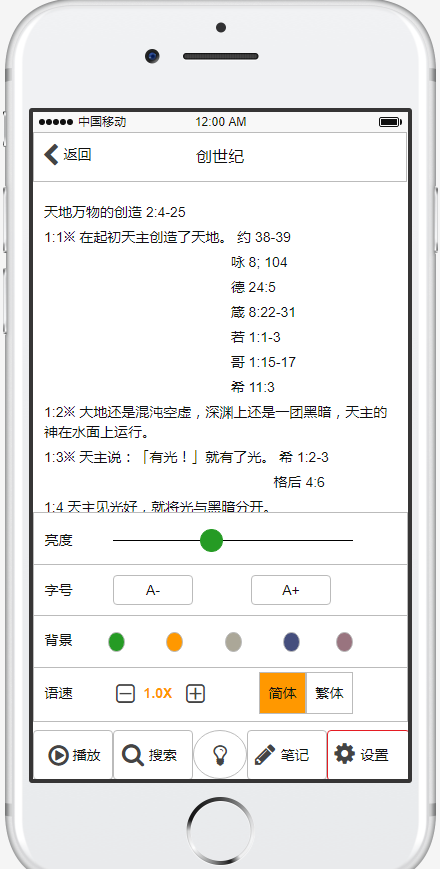 中国移动 12:00 AM
返回 创世纪
天地万物的创造 2:4-25
1:1※ 在起初天主创造了天地。 约 38-39
咏 8; 104
德 24:5
箴 8:22-31
若 1:1-3
哥 1:15-17
希 11:3
1:2※ 大地还是混沌空虚，深渊上还是一团黑暗，天主的
神在水面上运行。
1:3※ 天主说：「有光！」就有了光。 希 1:2-3
格后 4:6
1:4 天主见光好，就将光与黑暗分开。
亮度
字号 A- A+
背景
语速 1.0X 简体 繁体
播放 搜索 笔记 设置